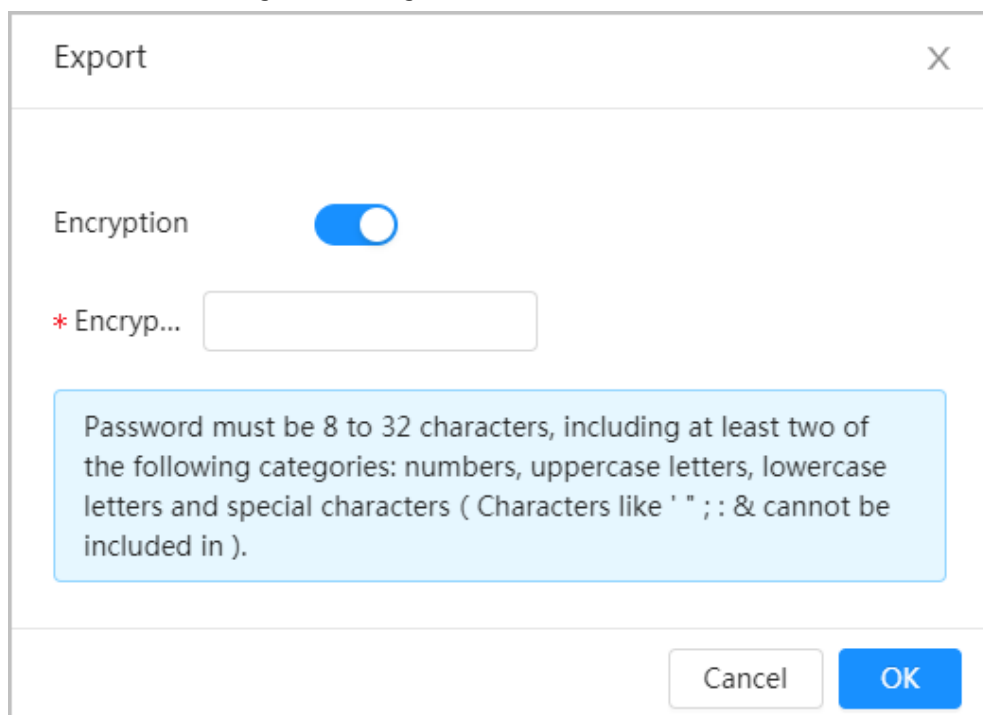 Export
X
Encryption
* Encryp...
Password must be 8 to 32 characters, including at least two of
the following categories: numbers, uppercase letters, lowercase
letters and special characters ( Characters like ' " ; : & cannot be
included in ).
Cancel OK